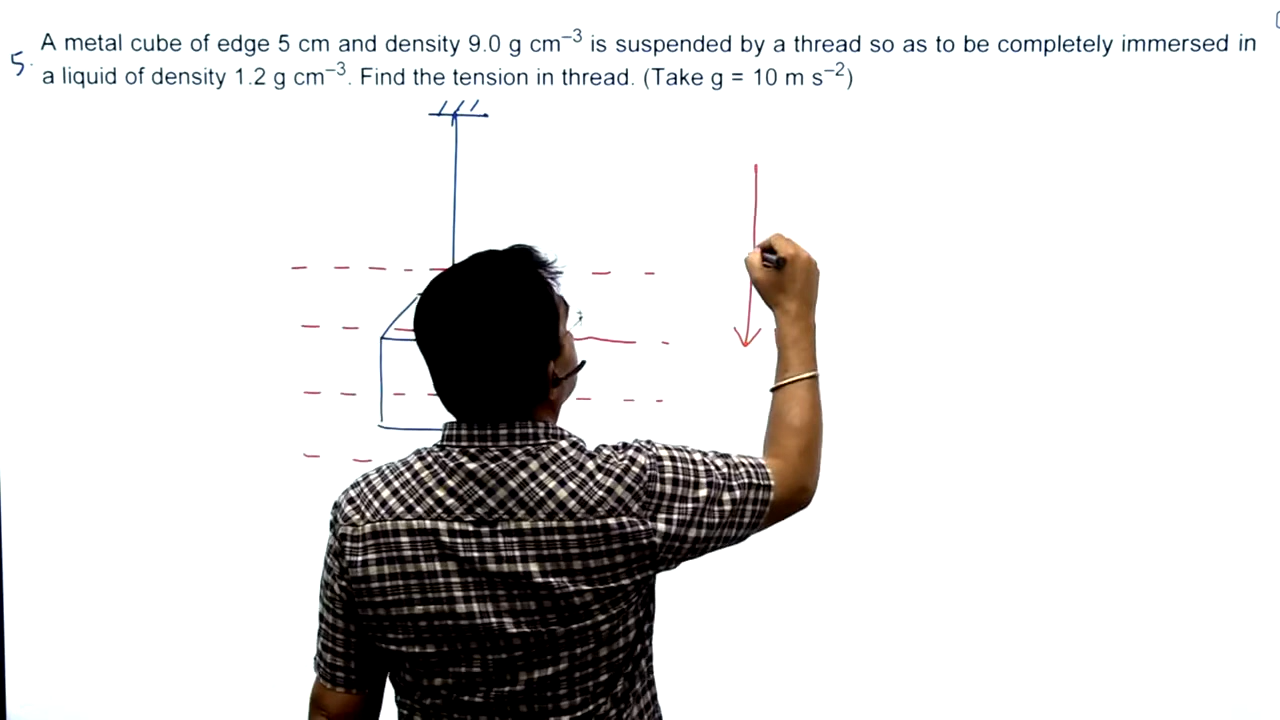 5. A metal cube of edge 5 cm and density 9.0 g cm⁻³ is suspended by a thread so as to be completely immersed in
a liquid of density 1.2 g cm⁻³. Find the tension in thread. (Take g = 10 m s⁻²)